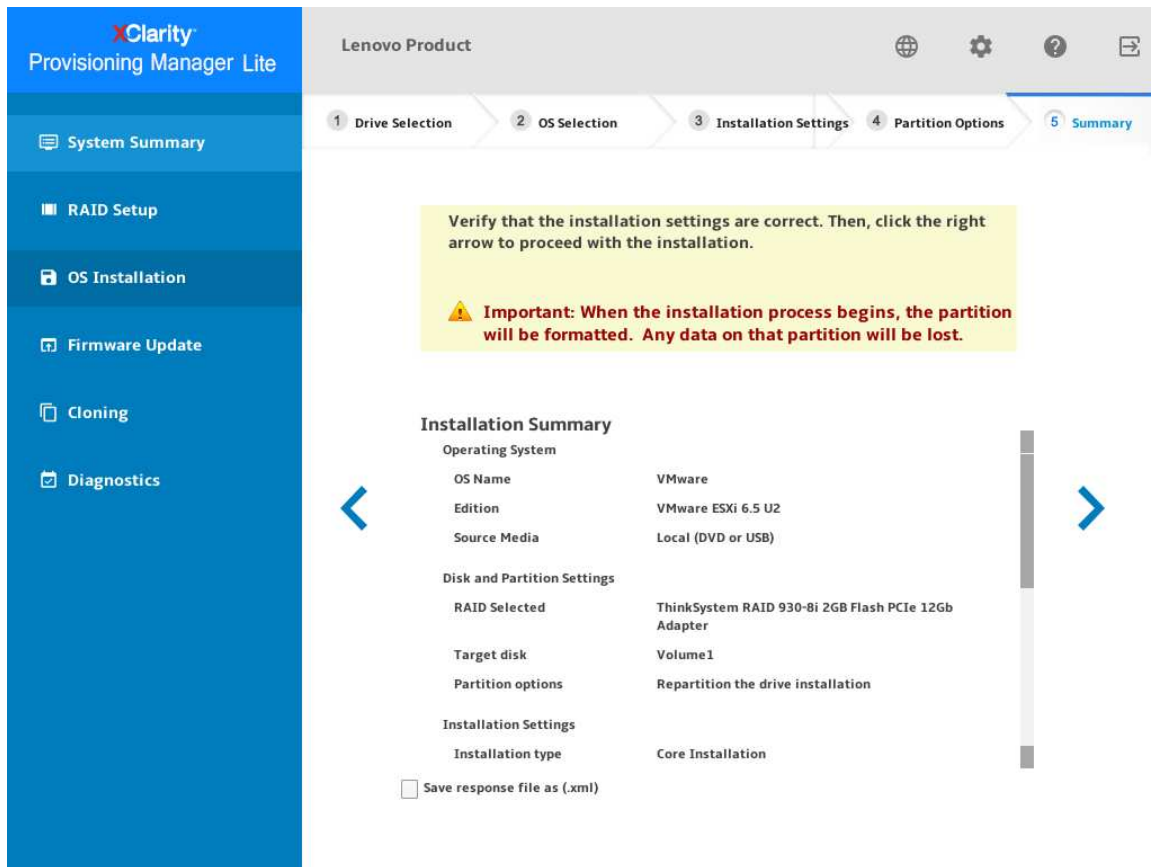 XClarity
Provisioning Manager Lite
Lenovo Product
System Summary
RAID Setup
OS Installation
Firmware Update
Cloning
Diagnostics
1 Drive Selection
2 OS Selection
3 Installation Settings
4 Partition Options
5 Summary
Verify that the installation settings are correct. Then, click the right
arrow to proceed with the installation.
Important: When the installation process begins, the partition
will be formatted. Any data on that partition will be lost.
Installation Summary
Operating System
OS Name VMware
Edition VMware ESXi 6.5 U2
Source Media Local (DVD or USB)
Disk and Partition Settings
RAID Selected ThinkSystem RAID 930-8i 2GB Flash PCIe 12Gb
Adapter
Target disk Volume1
Partition options Repartition the drive installation
Installation Settings
Installation type Core Installation
Save response file as (.xml)